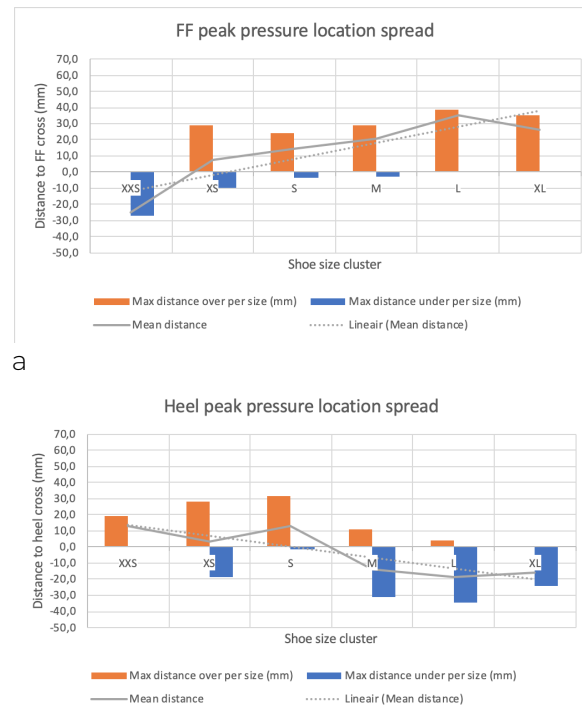 FF peak pressure location spread
70,0
60,0
50,0
40,0
30,0
20,0
10,0
0,0
-10,0
-20,0
-30,0
-40,0
-50,0
Distance to FF cross (mm)
XXS XS S M L XL
Shoe size cluster
Max distance over per size (mm) Max distance under per size (mm)
Mean distance Lineair (Mean distance)
a
Heel peak pressure location spread
70,0
60,0
50,0
40,0
30,0
20,0
10,0
0,0
-10,0
-20,0
-30,0
-40,0
-50,0
Distance to heel cross (mm)
XXS XS S M L XL
Shoe size cluster
Max distance over per size (mm) Max distance under per size (mm)
Mean distance Lineair (Mean distance)